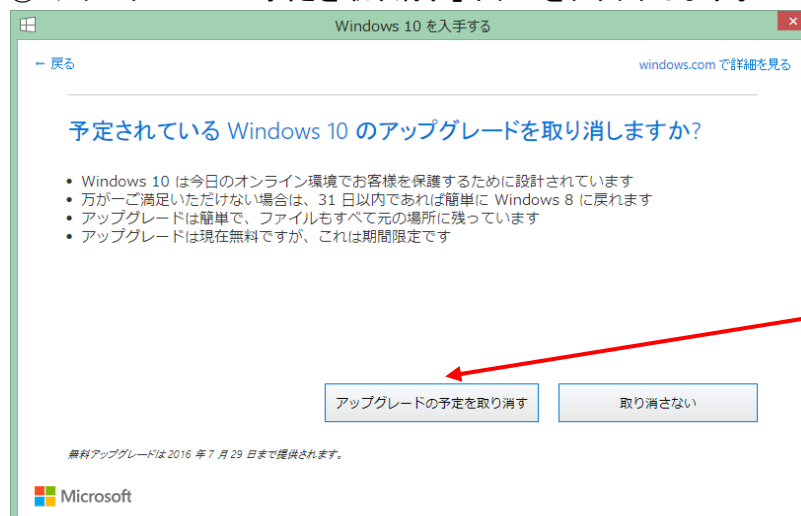 Windows 10 を入手する
← 戻る
windows.com で詳細を見る
予定されている Windows 10 のアップグレードを取り消しますか?
• Windows 10 は今日のオンライン環境でお客様を保護するために設計されています
• 万が一ご満足いただけない場合は、31 日以内であれば簡単に Windows 8 に戻れます
• アップグレードは簡単で、ファイルもすべて元の場所に残っています
• アップグレードは現在無料ですが、これは期間限定です
アップグレードの予定を取り消す
取り消さない
無料アップグレードは 2016 年 7 月 29 日まで提供されます。
Microsoft